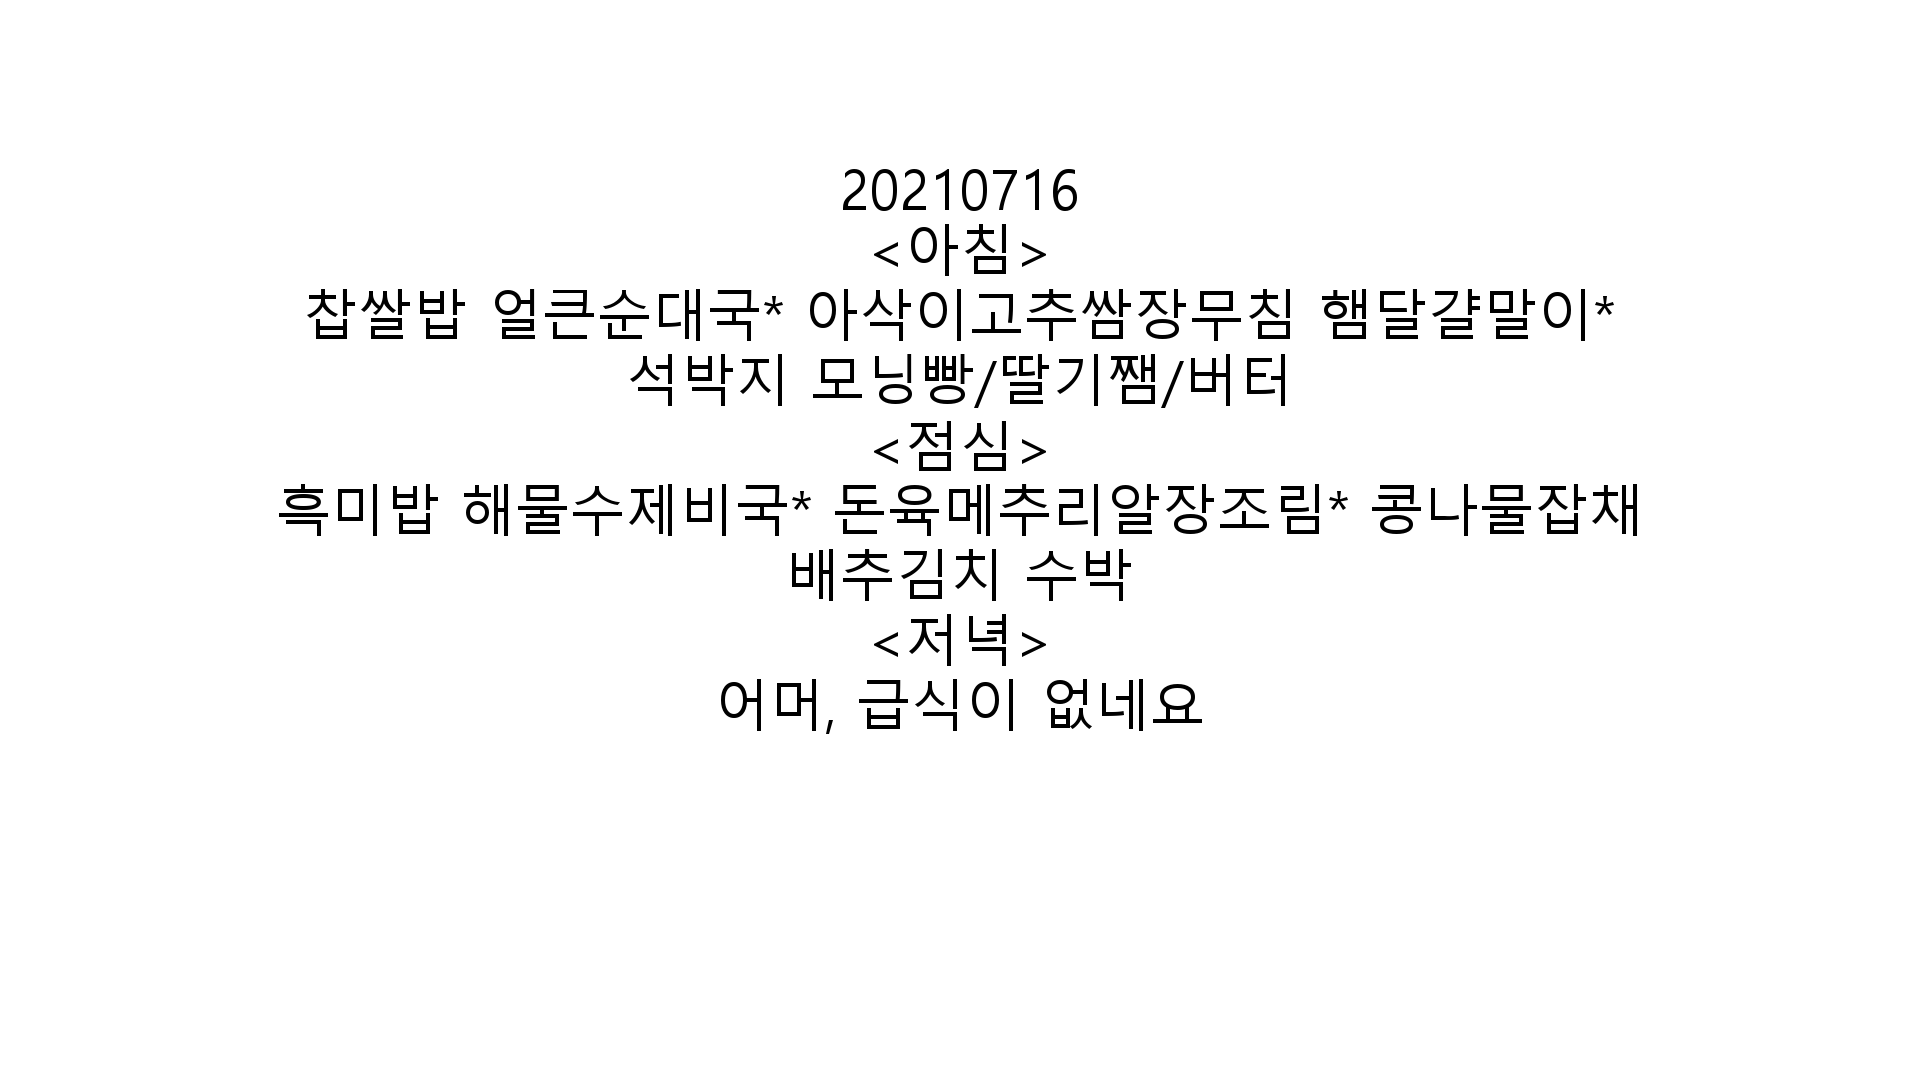 20210716
<아침>
찹쌀밥 얼큰순대국* 아삭이고추쌈장무침 햄달걀말이*
석박지 모닝빵/딸기쨈/버터
<점심>
흑미밥 해물수제비국* 돈육메추리알장조림* 콩나물잡채
배추김치 수박
<저녁>
어머, 급식이 없네요